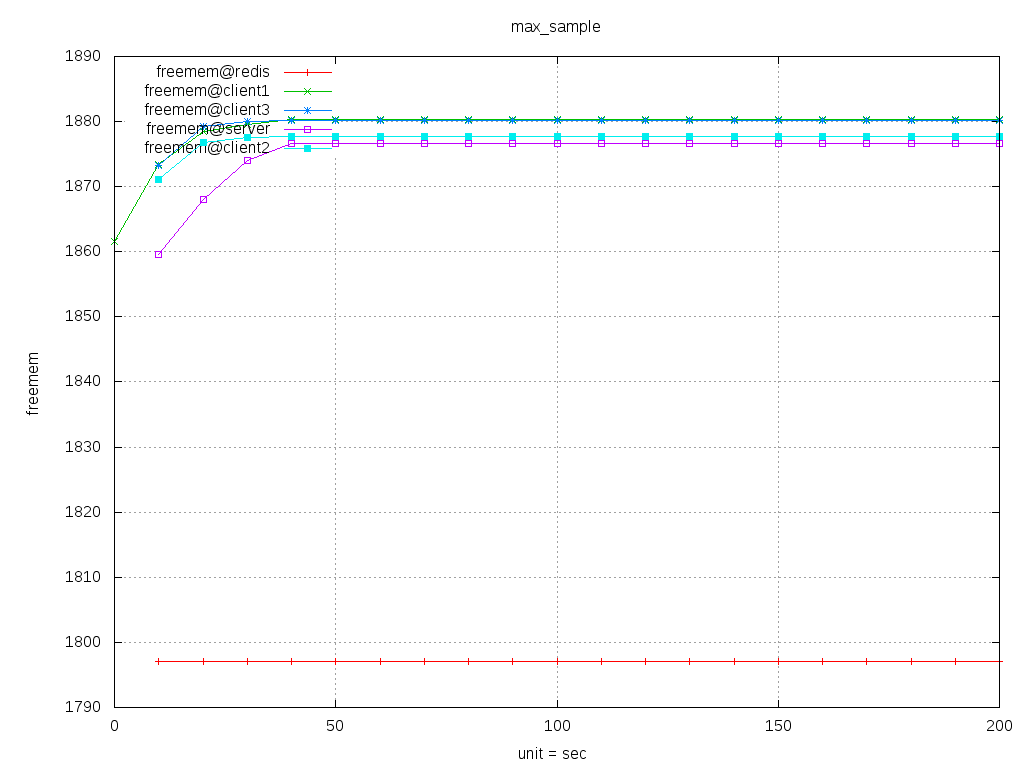 max_sample
1890
freemem@redis
freemem@client1
freemem@client3
1880
freemem@server
freemem@client2
1870
1860
1850
1840
freemem
1830
1820
1810
1800
1790
0 50 100 150 200
unit = sec